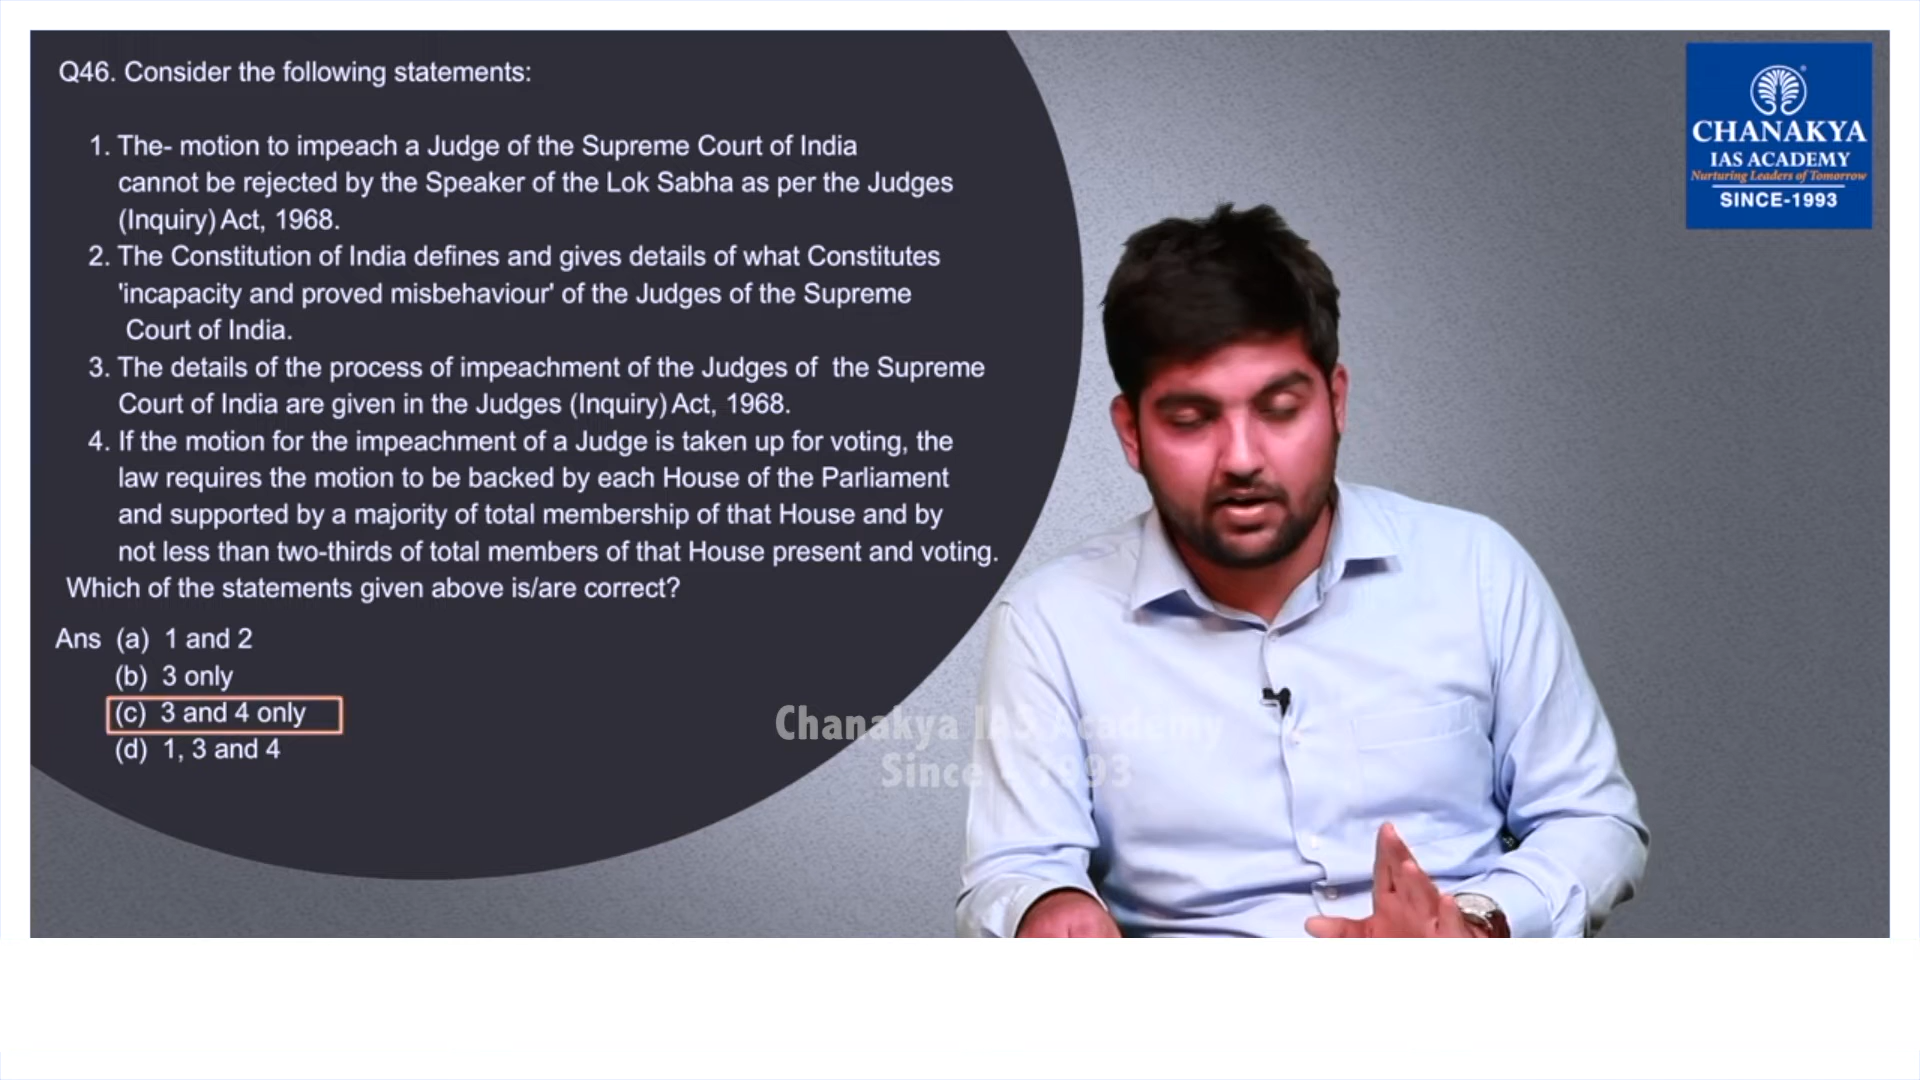 Q46. Consider the following statements:
1. The- motion to impeach a Judge of the Supreme Court of India
cannot be rejected by the Speaker of the Lok Sabha as per the Judges
(Inquiry) Act, 1968.
2. The Constitution of India defines and gives details of what Constitutes
'incapacity and proved misbehaviour' of the Judges of the Supreme
Court of India.
3. The details of the process of impeachment of the Judges of the Supreme
Court of India are given in the Judges (Inquiry) Act, 1968.
4. If the motion for the impeachment of a Judge is taken up for voting, the
law requires the motion to be backed by each House of the Parliament
and supported by a majority of total membership of that House and by
not less than two-thirds of total members of that House present and voting.
Which of the statements given above is/are correct?
Ans (a) 1 and 2
(b) 3 only
(c) 3 and 4 only
(d) 1, 3 and 4
CHANAKYA
IAS ACADEMY
Nurturing Leaders of Tomorrow
SINCE-1993
Chanakya IAS Academy
Since - 1993